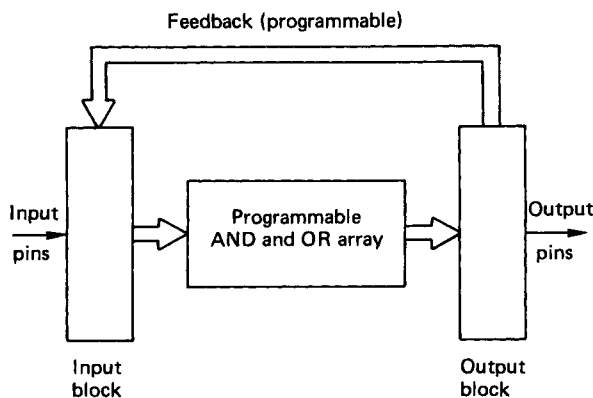 Feedback (programmable)
Input
pins
Programmable
AND and OR array
Output
pins
Input
block
Output
block